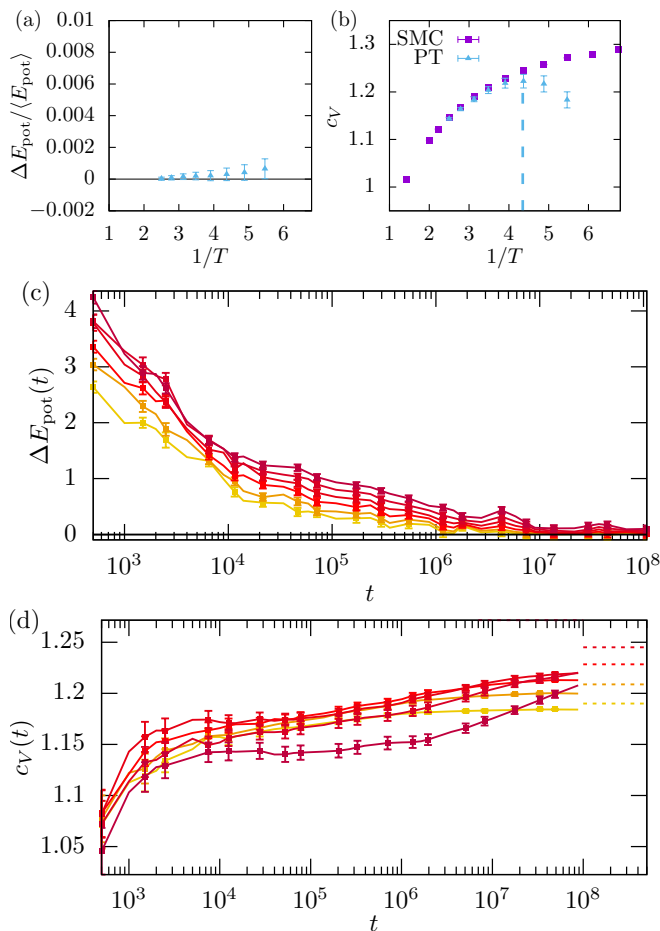 (a)
0.01
0.008
0.006
0.004
0.002
0
−0.002
ΔE_pot/⟨E_pot⟩
1 2 3 4 5 6
1/T
(b)
SMC
PT
1.3
1.2
1.1
1
c_V
1 2 3 4 5 6
1/T
(c)
4
3
2
1
0
ΔE_pot(t)
10^3 10^4 10^5 10^6 10^7 10^8
t
(d)
1.25
1.2
1.15
1.1
1.05
c_V(t)
10^3 10^4 10^5 10^6 10^7 10^8
t